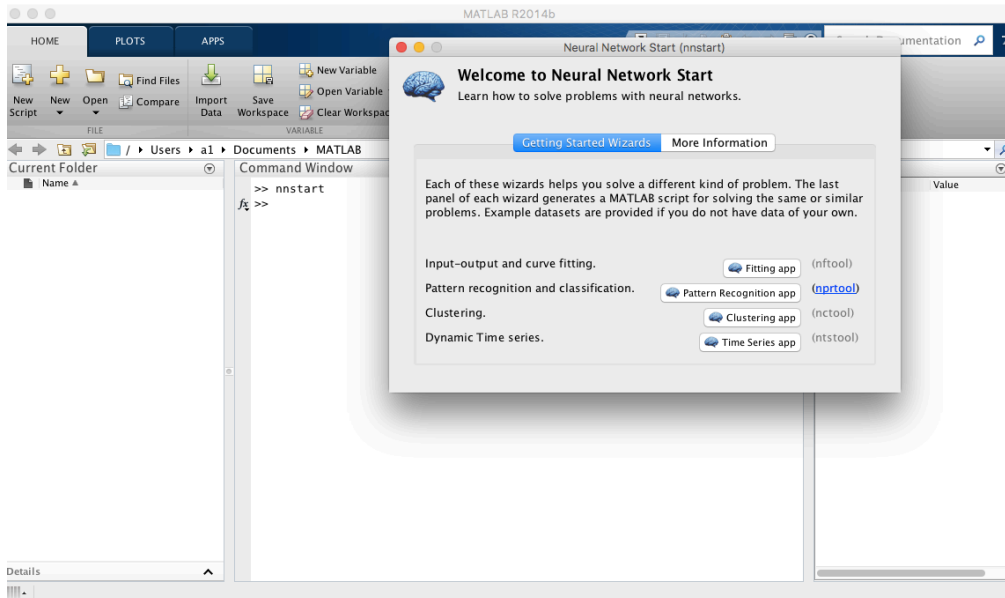 MATLAB R2014b
HOME
PLOTS
APPS
umentation
New Script
New
Open
Find Files
Compare
Import Data
Save Workspace
New Variable
Open Variable
Clear Workspac
FILE
VARIABLE
/ Users a1 Documents MATLAB
Current Folder
Name
Command Window
>> nnstart
fx >>
Value
Details
Neural Network Start (nnstart)
Welcome to Neural Network Start
Learn how to solve problems with neural networks.
Getting Started Wizards
More Information
Each of these wizards helps you solve a different kind of problem. The last
panel of each wizard generates a MATLAB script for solving the same or similar
problems. Example datasets are provided if you do not have data of your own.
Input-output and curve fitting. Fitting app (nftool)
Pattern recognition and classification. Pattern Recognition app (nprtool)
Clustering. Clustering app (nctool)
Dynamic Time series. Time Series app (ntstool)